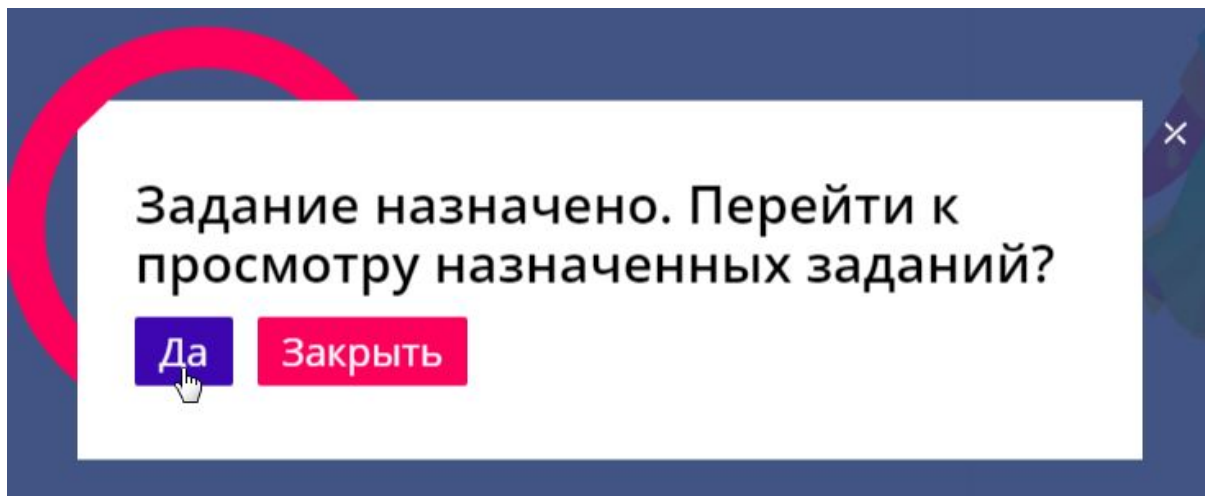 Задание назначено. Перейти к
просмотру назначенных заданий?
Да Закрыть